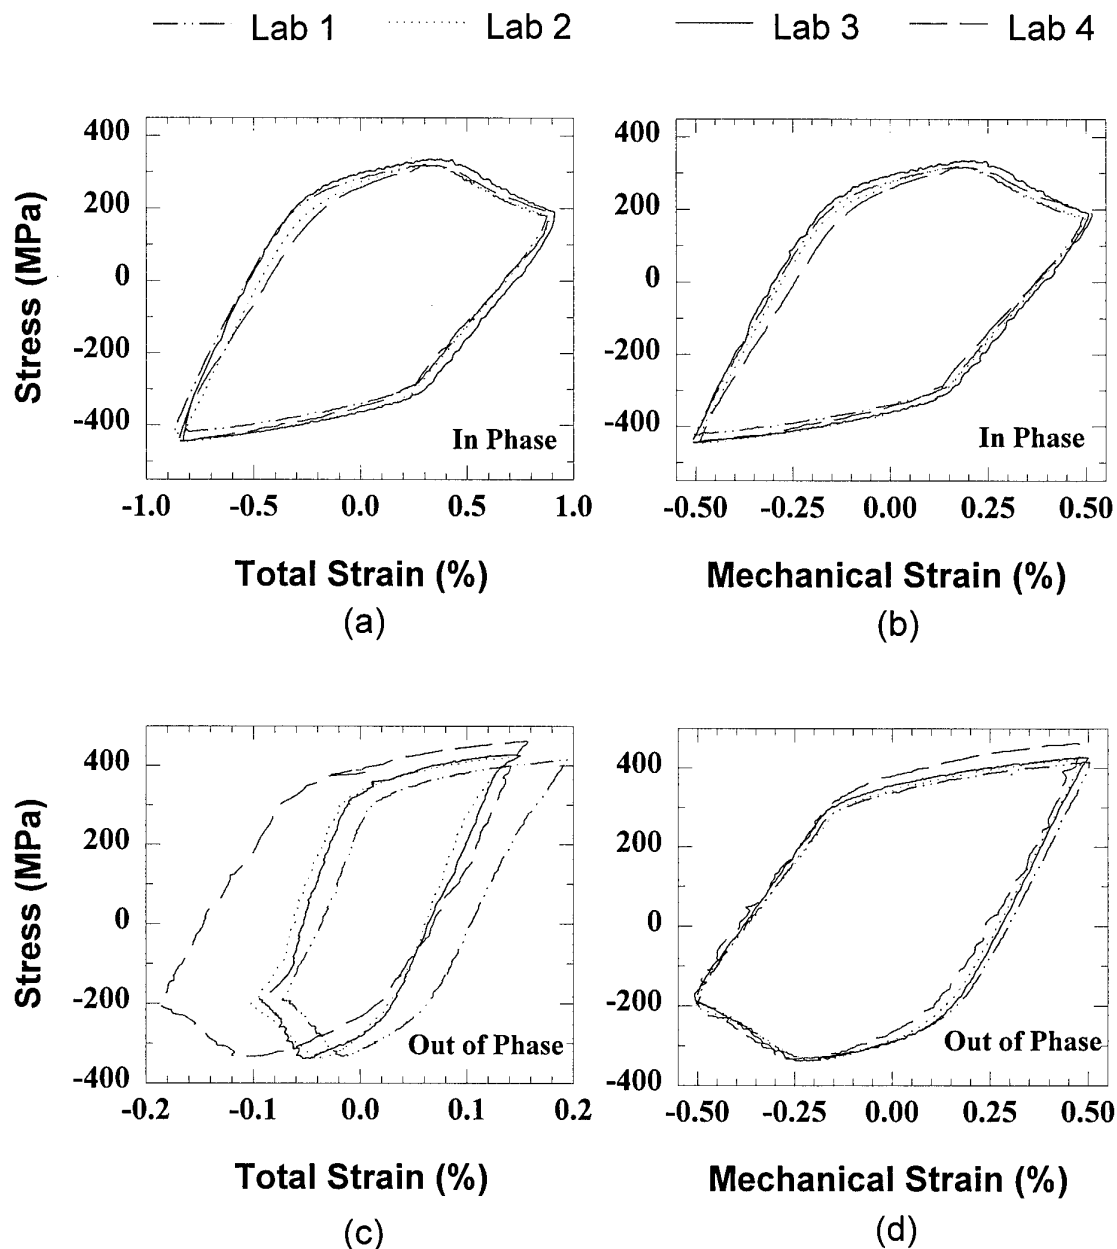 Lab 1 Lab 2 Lab 3 Lab 4
400
200
0
-200
-400
Stress (MPa)
In Phase
-1.0 -0.5 0.0 0.5 1.0
Total Strain (%)
(a)
400
200
0
-200
-400
In Phase
-0.50 -0.25 0.00 0.25 0.50
Mechanical Strain (%)
(b)
400
200
0
-200
-400
Stress (MPa)
Out of Phase
-0.2 -0.1 0.0 0.1 0.2
Total Strain (%)
(c)
400
200
0
-200
-400
Out of Phase
-0.50 -0.25 0.00 0.25 0.50
Mechanical Strain (%)
(d)